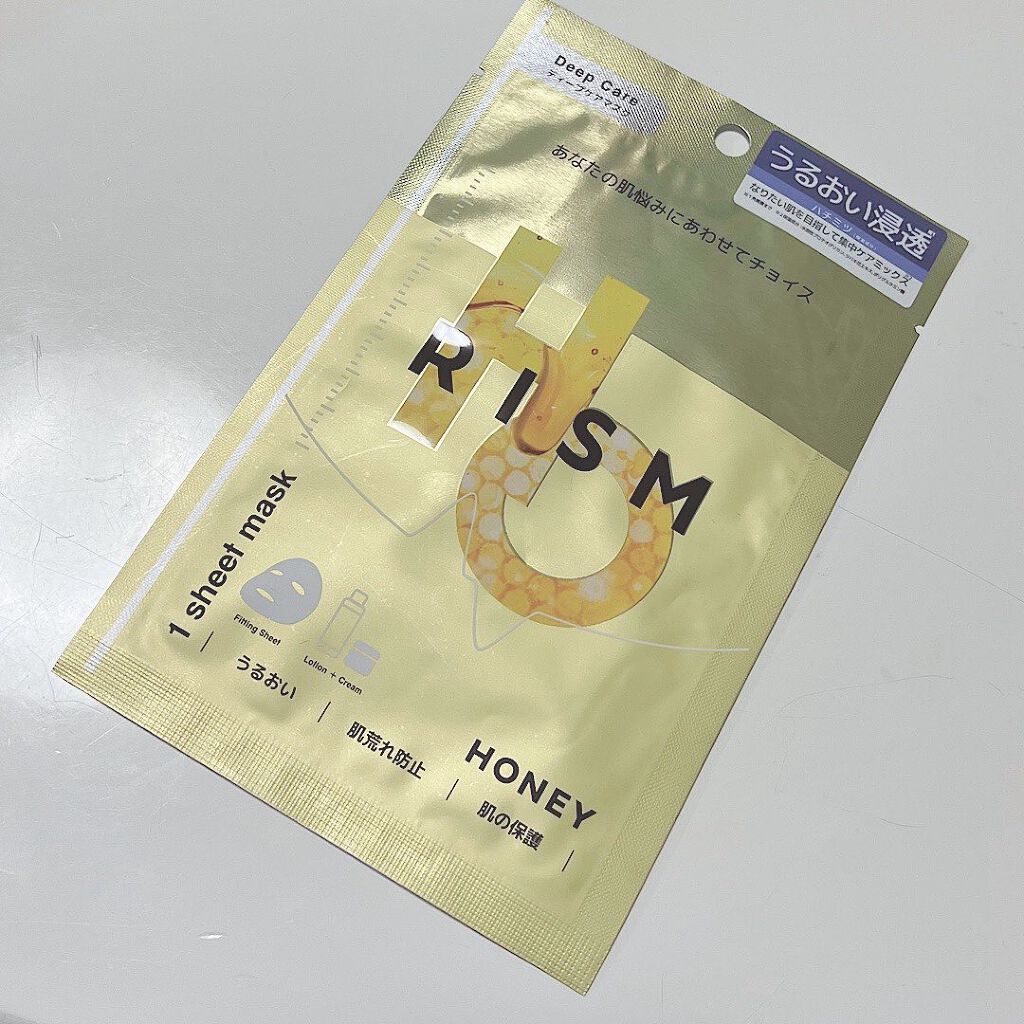 Deep Care
ディープケアマスク
うるおい浸透
ハチミツ
なりたい肌を目指して集中ケアミックス
あなたの肌悩みにあわせてチョイス
HO
RISM
1 sheet mask
Fitting Sheet
Lotion + Cream
HONEY
うるおい
肌荒れ防止
肌の保護